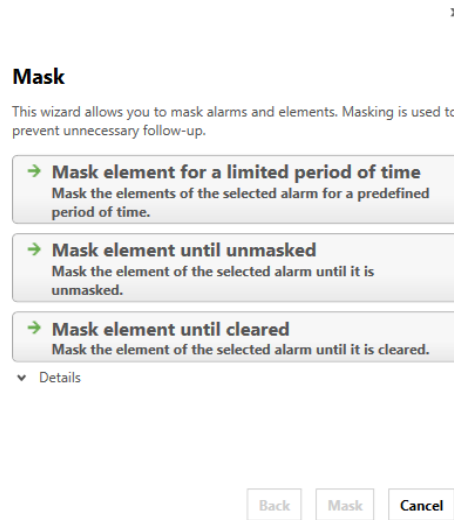 Mask
This wizard allows you to mask alarms and elements. Masking is used to
prevent unnecessary follow-up.
Mask element for a limited period of time
Mask the elements of the selected alarm for a predefined
period of time.
Mask element until unmasked
Mask the element of the selected alarm until it is
unmasked.
Mask element until cleared
Mask the element of the selected alarm until it is cleared.
Details
Back Mask Cancel